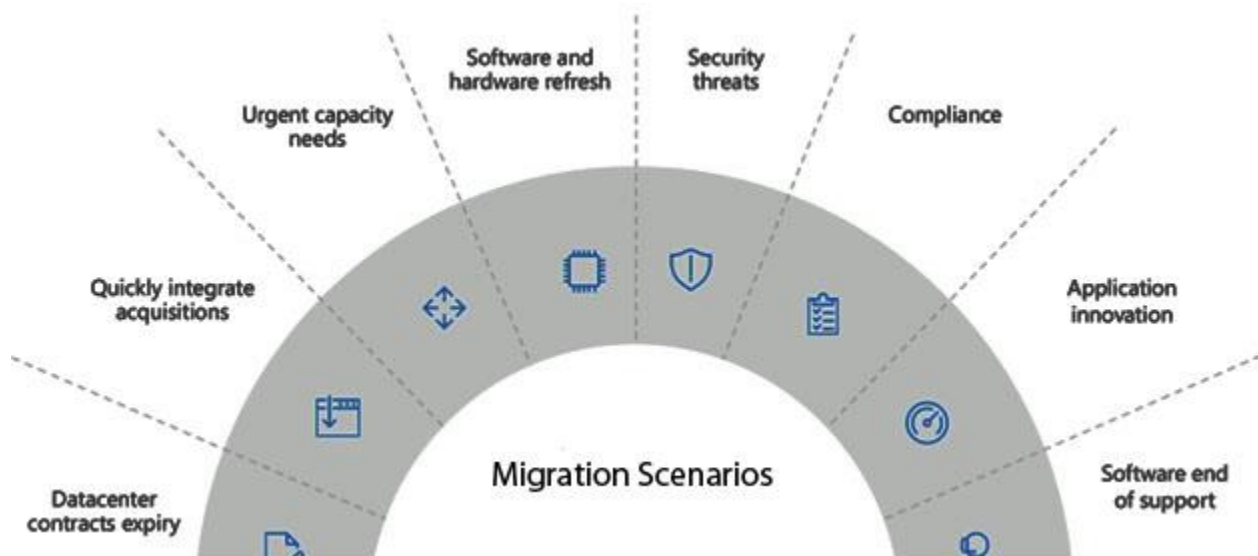 Software and
hardware refresh
Security
threats
Urgent capacity
needs
Compliance
Quickly integrate
acquisitions
Application
innovation
Migration Scenarios
Datacenter
contracts expiry
Software end
of support